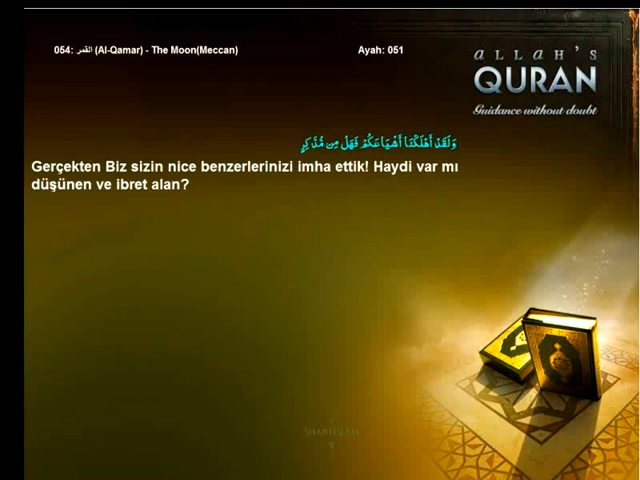 054: القمر (Al-Qamar) - The Moon(Meccan) Ayah: 051
ALLAH'S
QURAN
Guidance without doubt
وَلَقَدْ أَهْلَكْنَا أَشْيَاعَكُمْ فَهَلْ مِن مُّدَّكِرٍ
Gerçekten Biz sizin nice benzerlerinizi imha ettik! Haydi var mı
düşünen ve ibret alan?